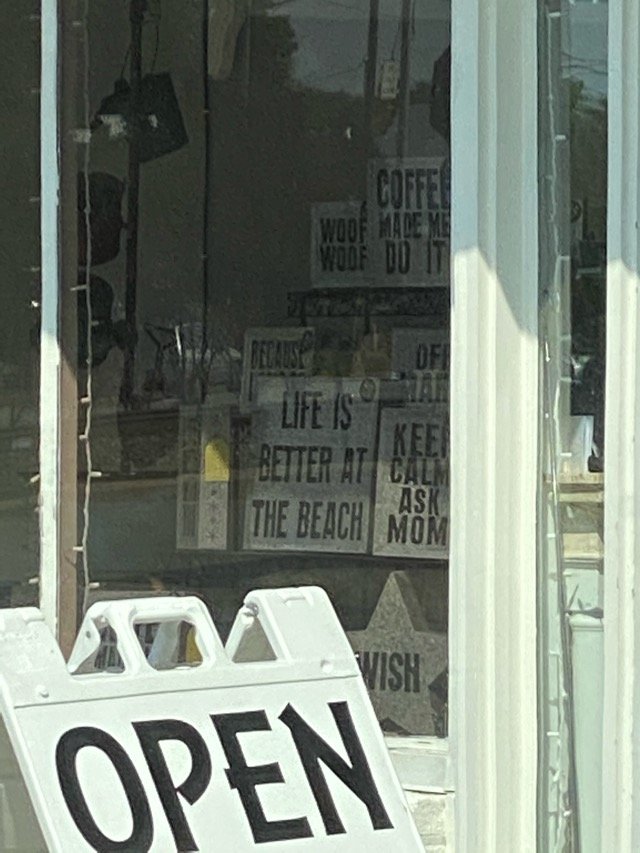 COFFEE
MADE ME
DO IT
WOOF
WOOF
BECAUSE
LIFE IS
BETTER AT
THE BEACH
KEEP
CALM
ASK
MOM
WISH
OPEN